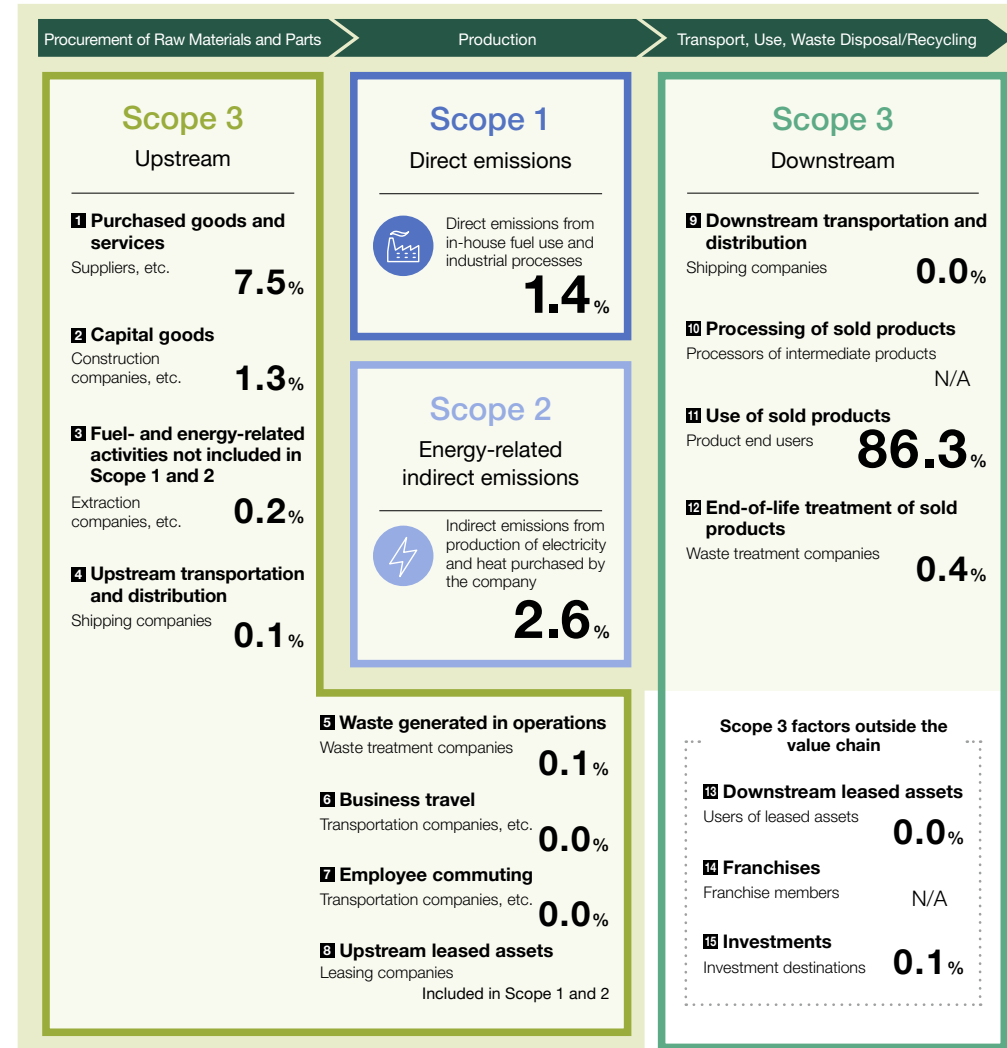 Procurement of Raw Materials and Parts
Production
Transport, Use, Waste Disposal/Recycling
Scope 3
Upstream
1 Purchased goods and
services
Suppliers, etc.
7.5%
2 Capital goods
Construction
companies, etc.
1.3%
3 Fuel- and energy-related
activities not included in
Scope 1 and 2
Extraction
companies, etc.
0.2%
4 Upstream transportation
and distribution
Shipping companies
0.1%
5 Waste generated in operations
Waste treatment companies
0.1%
6 Business travel
Transportation companies, etc.
0.0%
7 Employee commuting
Transportation companies, etc.
0.0%
8 Upstream leased assets
Leasing companies
Included in Scope 1 and 2
Scope 1
Direct emissions
Direct emissions from
in-house fuel use and
industrial processes
1.4%
Scope 2
Energy-related
indirect emissions
Indirect emissions from
production of electricity
and heat purchased by
the company
2.6%
Scope 3
Downstream
9 Downstream transportation and
distribution
Shipping companies
0.0%
10 Processing of sold products
Processors of intermediate products
N/A
11 Use of sold products
Product end users
86.3%
12 End-of-life treatment of sold
products
Waste treatment companies
0.4%
Scope 3 factors outside the
value chain
13 Downstream leased assets
Users of leased assets
0.0%
14 Franchises
Franchise members
N/A
15 Investments
Investment destinations
0.1%